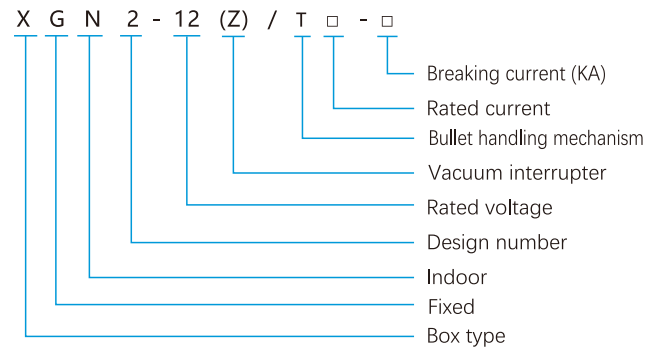 X G N 2 - 12 (Z) / T □ - □
Breaking current (KA)
Rated current
Bullet handling mechanism
Vacuum interrupter
Rated voltage
Design number
Indoor
Fixed
Box type